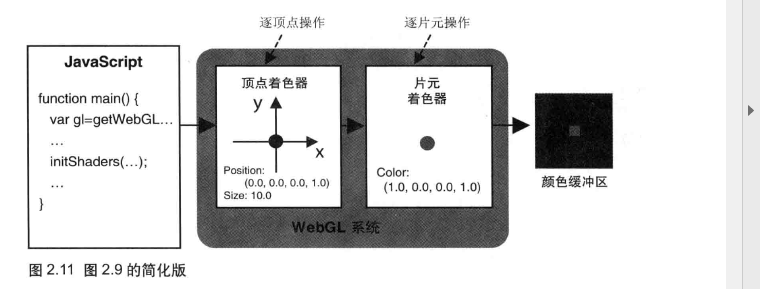 逐顶点操作
逐片元操作
JavaScript
function main() {
var gl=getWebGL...
...
initShaders(...);
...
}
顶点着色器
y
x
Position:
(0.0, 0.0, 0.0, 1.0)
Size: 10.0
片元
着色器
Color:
(1.0, 0.0, 0.0, 1.0)
WebGL 系统
颜色缓冲区
图 2.11 图 2.9 的简化版